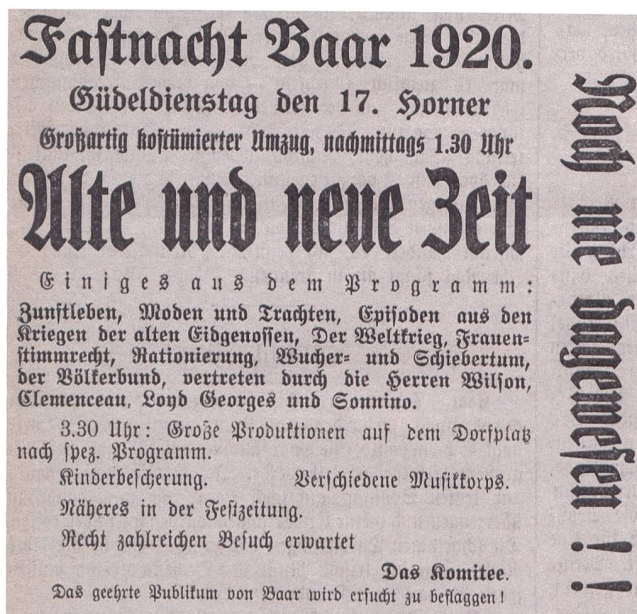 Fastnacht Baar 1920.
Güdeldienstag den 17. Horner
Großartig kostümierter Umzug, nachmittags 1.30 Uhr
Alte und neue Zeit
Einiges aus dem Programm:
Zunftleben, Moden und Trachten, Episoden aus den
Kriegen der alten Eidgenossen, Der Weltkrieg, Frauen-
stimmrecht, Rationierung, Wucher- und Schiebertum,
der Völkerbund, vertreten durch die Herren Wilson,
Clemenceau, Loyd Georges und Sonnino.
3.30 Uhr: Große Produktionen auf dem Dorfplatz
nach spez. Programm.
Kinderbescherung. Verschiedene Musikkorps.
Näheres in der Festzeitung.
Recht zahlreichen Besuch erwartet
Das Komitee.
Das geehrte Publikum von Baar wird ersucht zu beflaggen!
Noch nie dagewesen!!